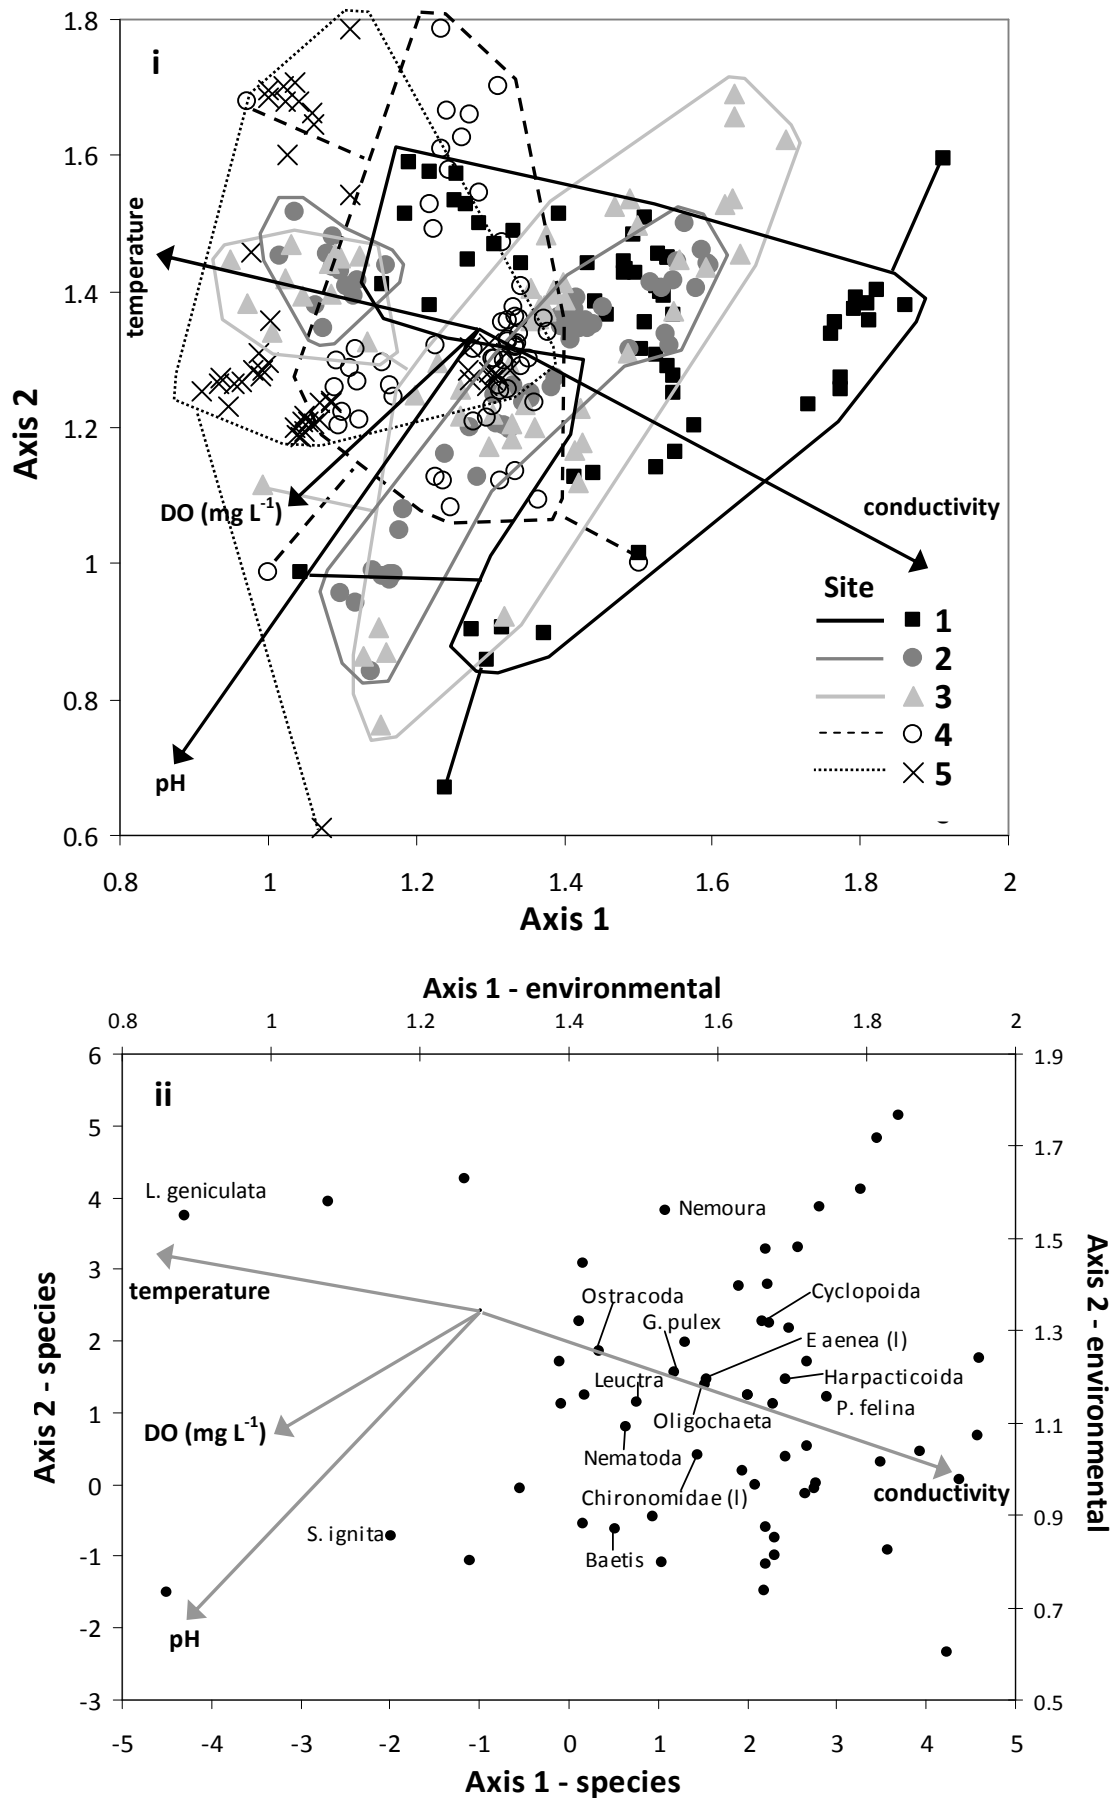 i
1.8
1.6
1.4
1.2
1
0.8
0.6
Axis 2
temperature
DO (mg L-1)
pH
conductivity
Site
1
2
3
4
5
0.8 1 1.2 1.4 1.6 1.8 2
Axis 1
Axis 1 - environmental
0.8 1 1.2 1.4 1.6 1.8 2
ii
6
5
4
3
2
1
0
-1
-2
-3
Axis 2 - species
1.9
1.7
1.5
1.3
1.1
0.9
0.7
0.5
Axis 2 - environmental
L. geniculata
Nemoura
temperature
Ostracoda
Cyclopoida
G. pulex
E aenea (l)
Leuctra
Harpacticoida
P. felina
Oligochaeta
DO (mg L-1)
Nematoda
Chironomidae (l)
conductivity
S. ignita
Baetis
pH
-5 -4 -3 -2 -1 0 1 2 3 4 5
Axis 1 - species